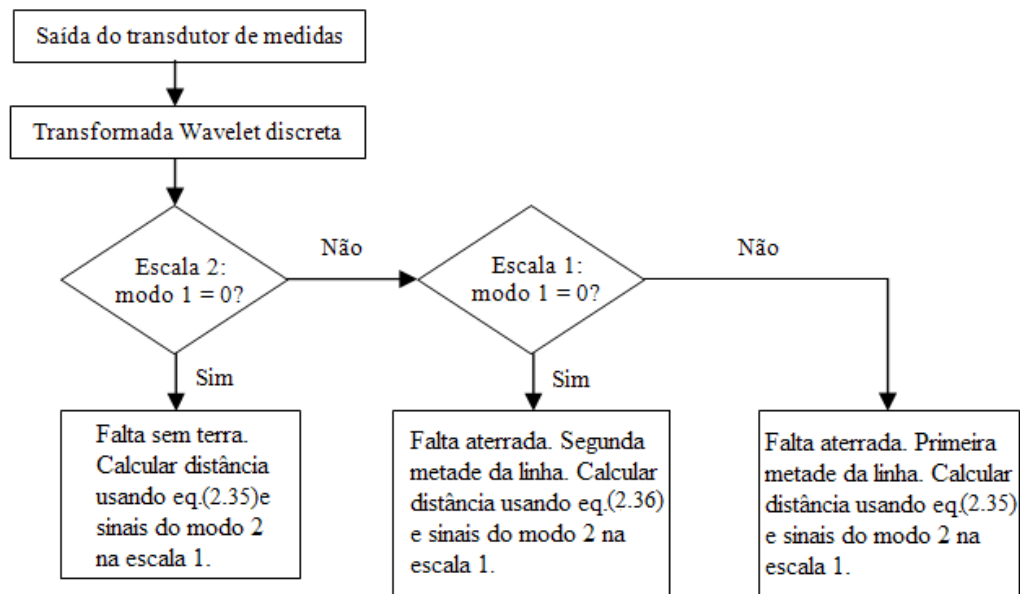 Saída do transdutor de medidas
Transformada Wavelet discreta
Escala 2:
modo 1 = 0?
Não
Escala 1:
modo 1 = 0?
Não
Sim
Sim
Falta sem terra.
Calcular distância
usando eq.(2.35)e
sinais do modo 2
na escala 1.
Falta aterrada. Segunda
metade da linha. Calcular
distância usando eq.(2.36)
e sinais do modo 2 na
escala 1.
Falta aterrada. Primeira
metade da linha. Calcular
distância usando eq.(2.35)
e sinais do modo 2 na
escala 1.